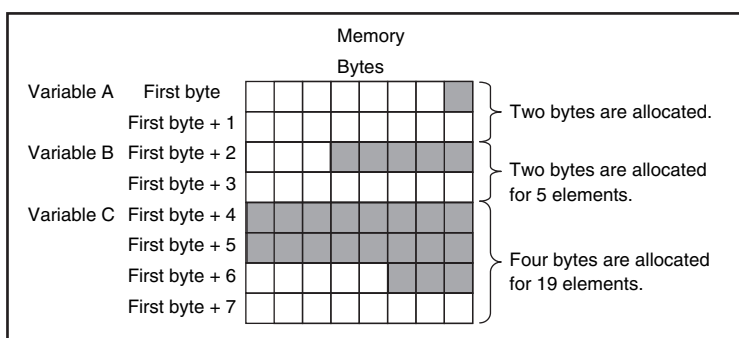 Memory
Bytes
Variable A First byte
First byte + 1
Two bytes are allocated.
Variable B First byte + 2
First byte + 3
Two bytes are allocated
for 5 elements.
Variable C First byte + 4
First byte + 5
First byte + 6
First byte + 7
Four bytes are allocated
for 19 elements.